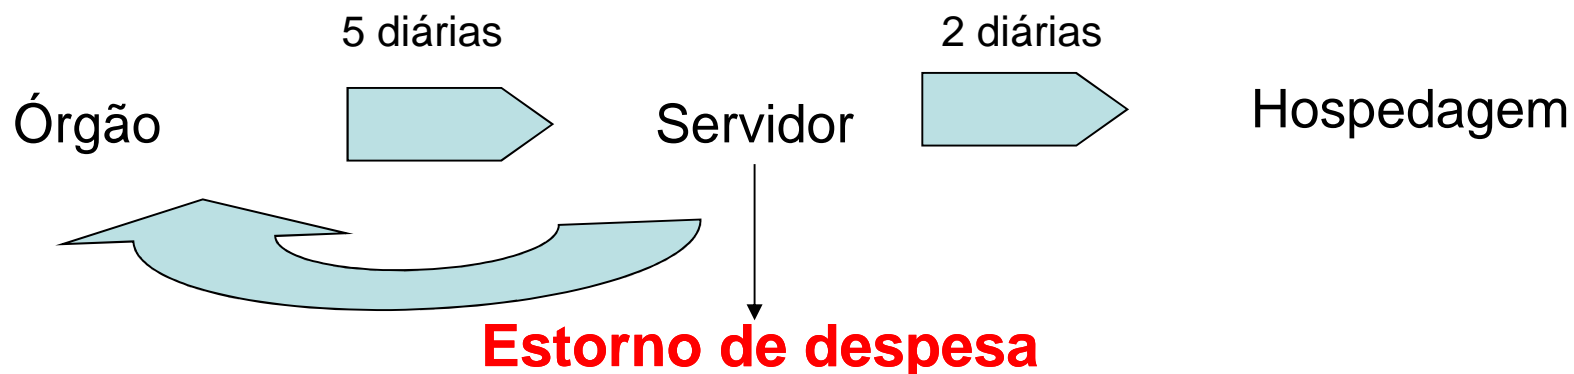 5 diárias
2 diárias
Órgão
Servidor
Hospedagem
Estorno de despesa